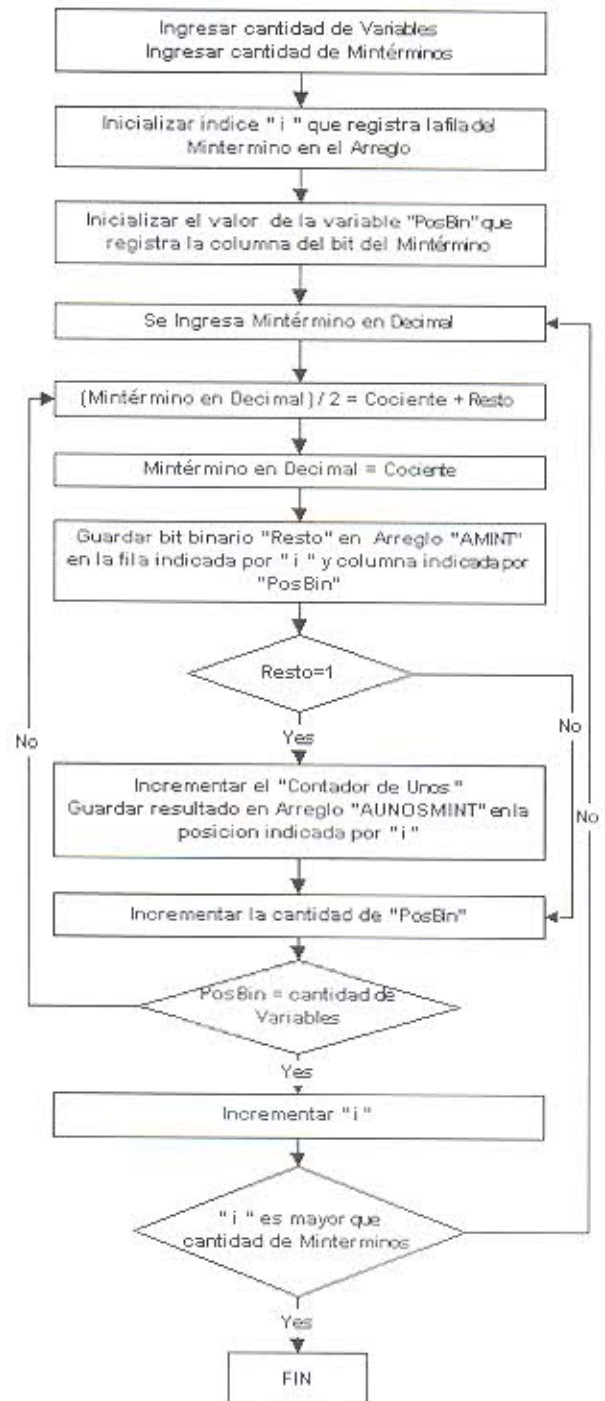 Ingresar cantidad de Variables
Ingresar cantidad de Mintérminos
Inicializar indice " i " que registra lafila del
Mintermino en el Arreglo
Inicializar el valor de la variable "PosBin" que
registra la columna del bit del Mintérmino
Se Ingresa Mintérmino en Decimal
(Mintérmino en Decimal) / 2 = Cociente + Resto
Mintérmino en Decimal = Cociente
Guardar bit binario "Resto" en Arreglo "AMINT"
en la fila indicada por " i " y columna indicada por
"PosBin"
Resto=1
No
No
Yes
Incrementar el "Contador de Unos"
Guardar resultado en Arreglo "AUNOSMINT" en la
posicion indicada por " i "
No
Incrementar la cantidad de "PosBin"
PosBin = cantidad de
Variables
Yes
Incrementar " i "
" i " es mayor que
cantidad de Minterminos
Yes
FIN